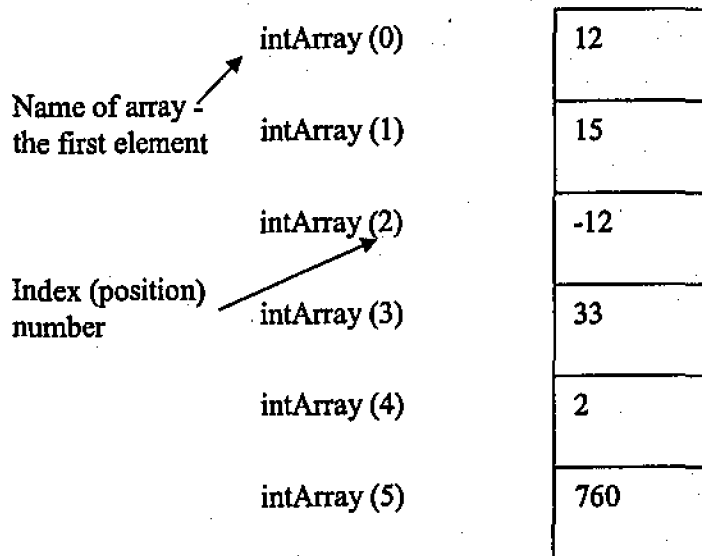 intArray (0) 12
Name of array -
the first element
intArray (1) 15
intArray (2) -12
Index (position)
number
intArray (3) 33
intArray (4) 2
intArray (5) 760